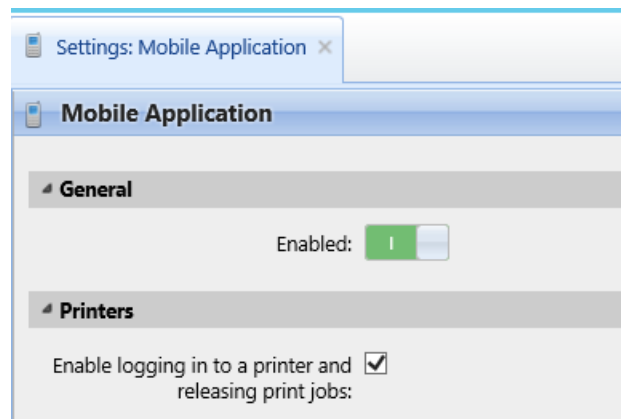 Settings: Mobile Application
Mobile Application
General
Enabled:
Printers
Enable logging in to a printer and
releasing print jobs: